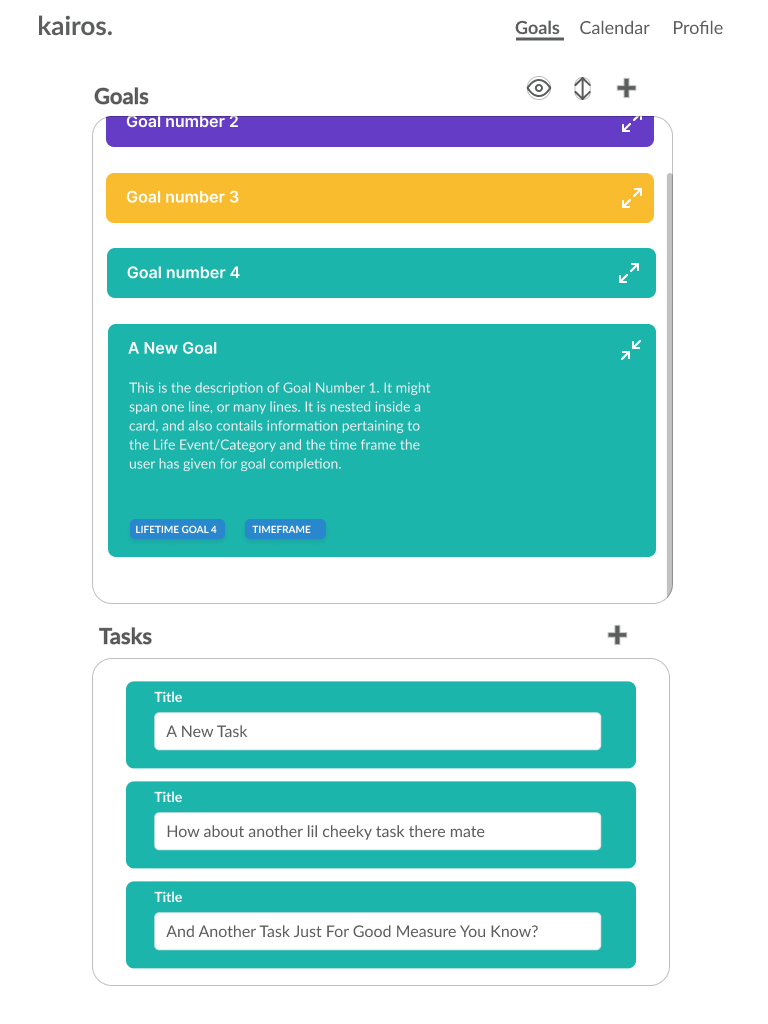 kairos.
Goals Calendar Profile
Goals
Goal number 2
Goal number 3
Goal number 4
A New Goal
This is the description of Goal Number 1. It might
span one line, or many lines. It is nested inside a
card, and also contails information pertaining to
the Life Event/Category and the time frame the
user has given for goal completion.
LIFETIME GOAL 4 TIMEFRAME
Tasks
Title
A New Task
Title
How about another lil cheeky task there mate
Title
And Another Task Just For Good Measure You Know?